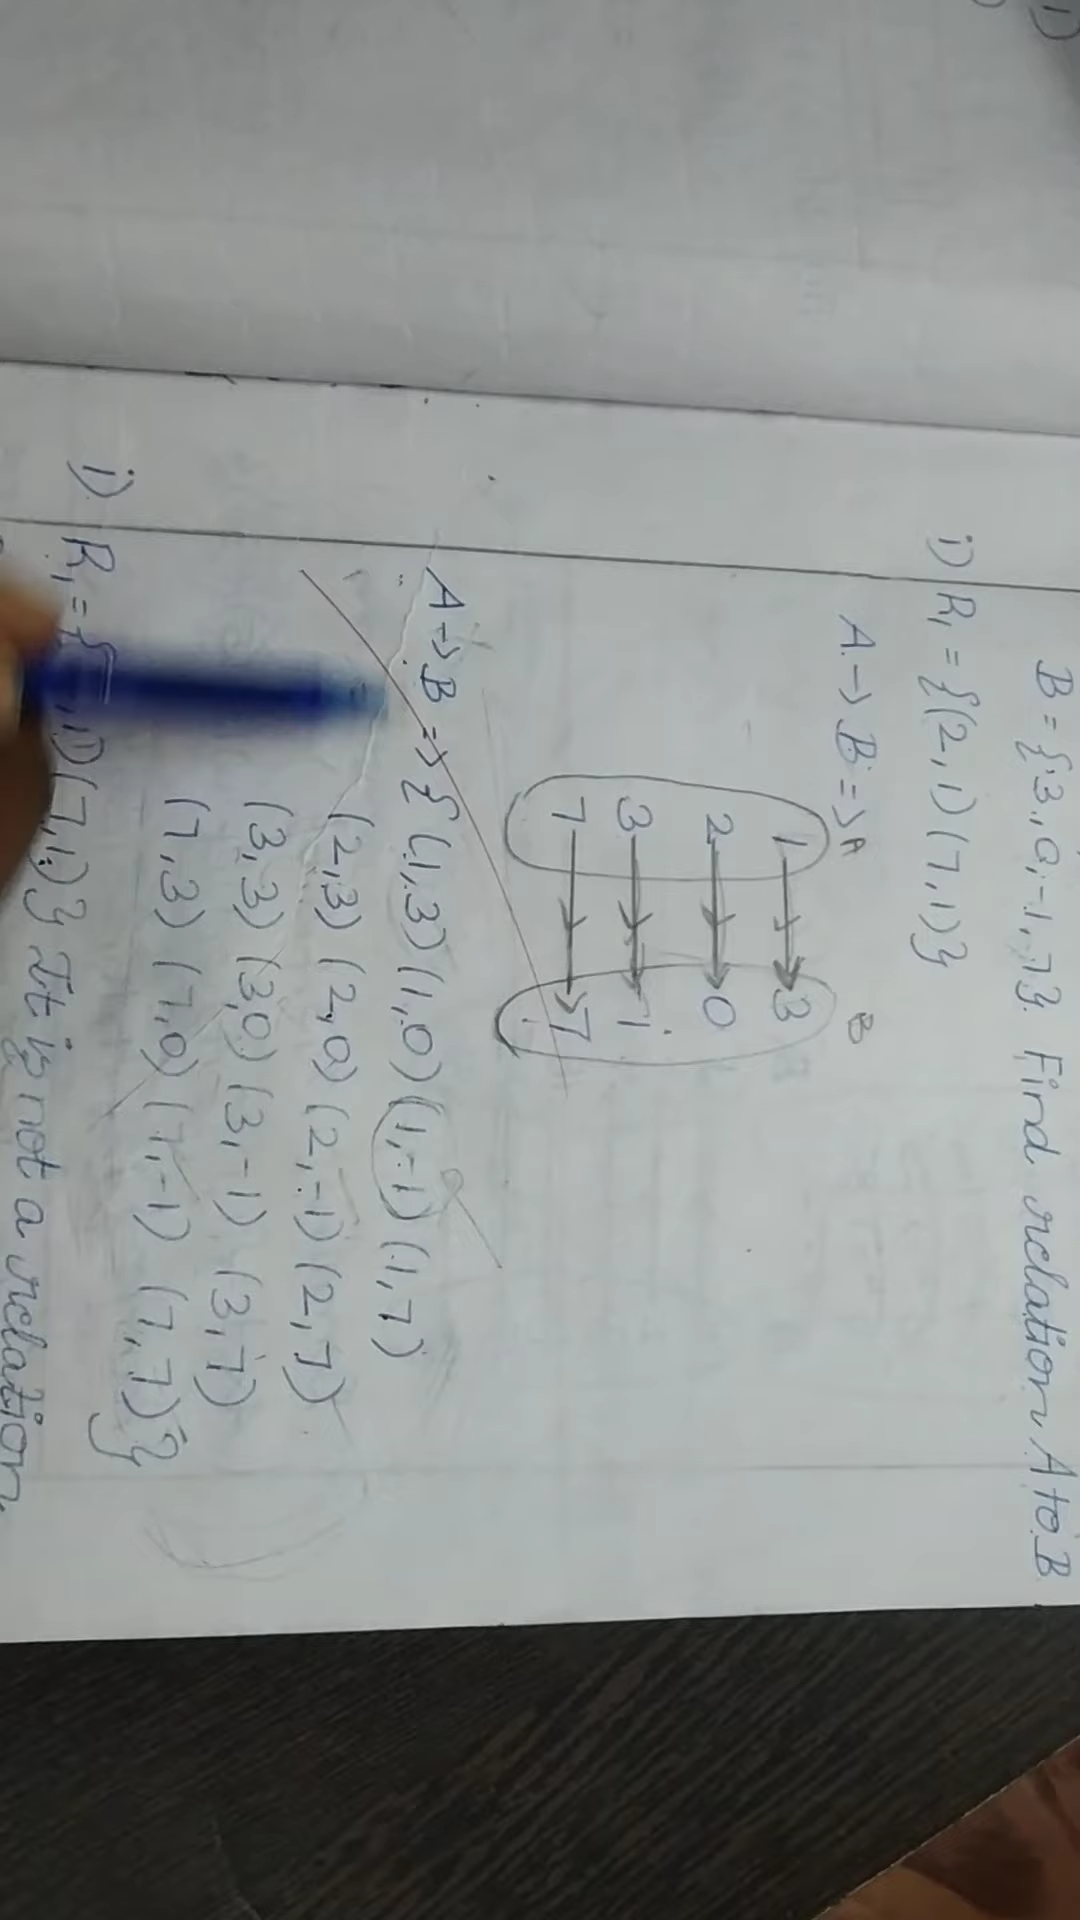 B = {3, 0, -1, 7}. Find relation A to B
i) R1 = {(2,1) (7,1)}
A → B => A B
1 3
2 0
3 1
7 7
A → B => { (1,3) (1,0) (1,-1) (1,7)
(2,3) (2,0) (2,-1) (2,7)
(3,3) (3,0) (3,-1) (3,7)
(7,3) (7,0) (7,-1) (7,7) }
i) R1 = { ,1) (7,1)} It is not a relation